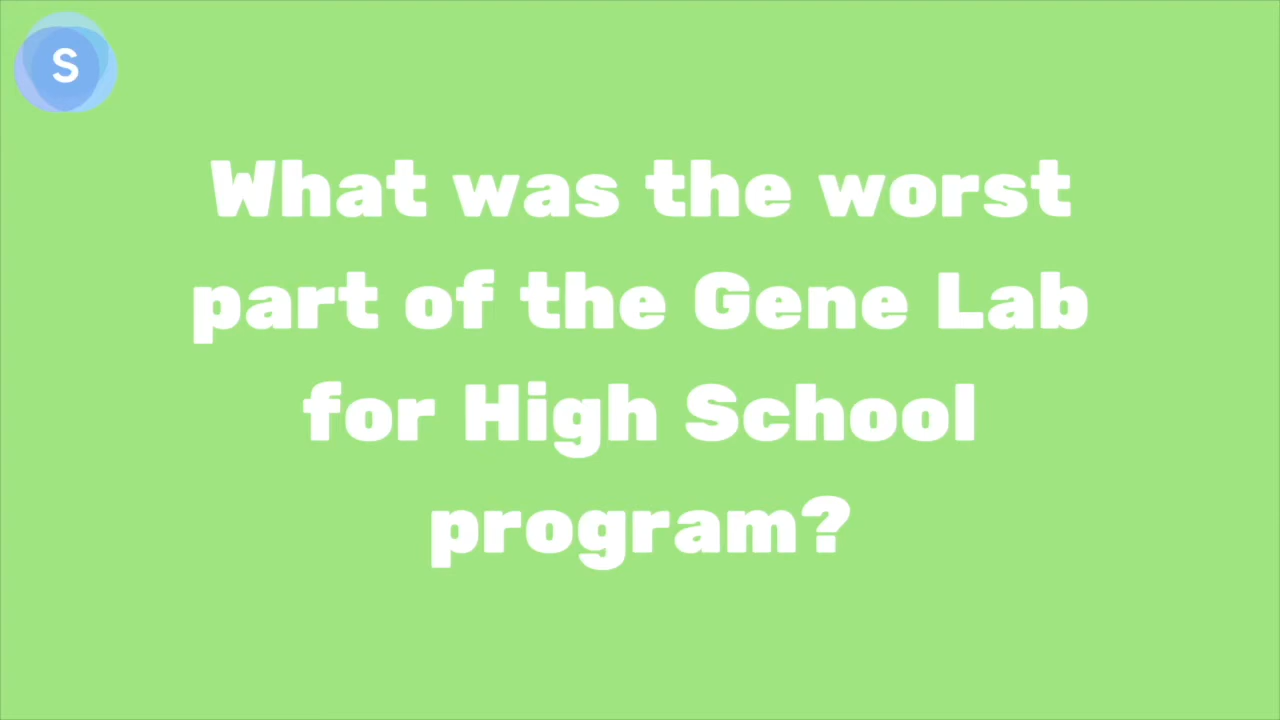 S
What was the worst
part of the Gene Lab
for High School
program?